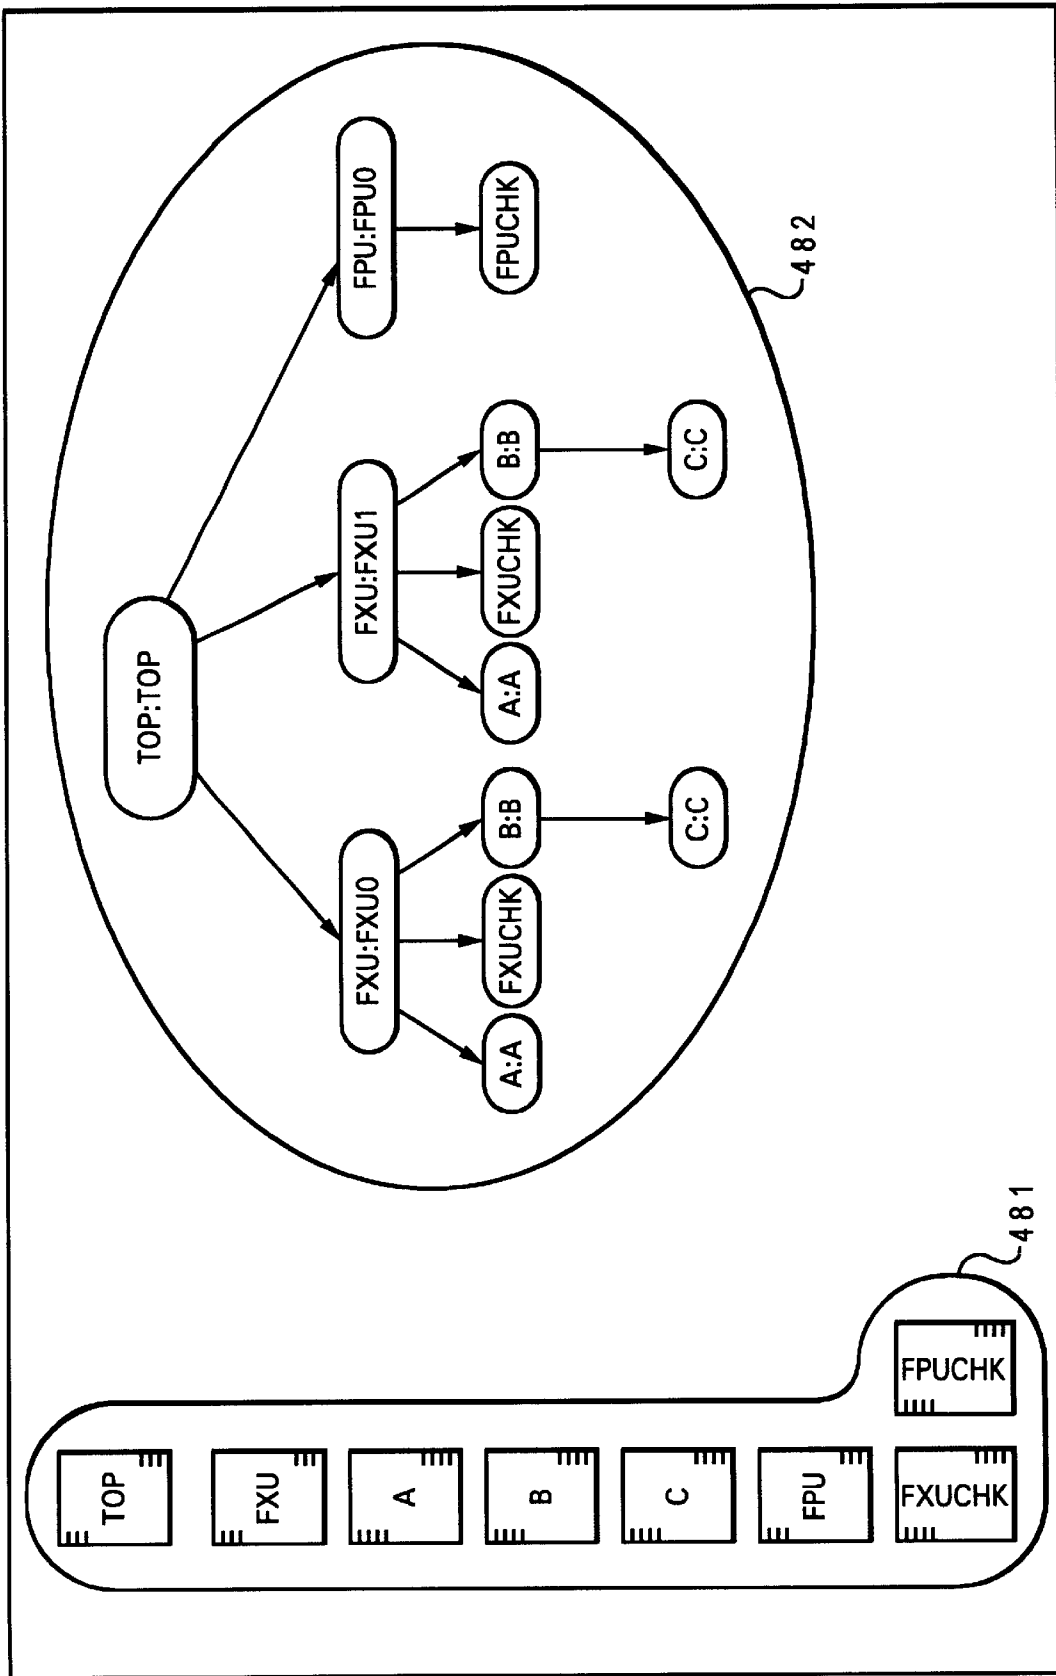 TOP
FXU
A
B
C
FPU
FXUCHK
FPUCHK
481
TOP:TOP
FXU:FXU0
FXU:FXU1
FPU:FPU0
A:A
FXUCHK
B:B
A:A
FXUCHK
B:B
FPUCHK
C:C
C:C
482